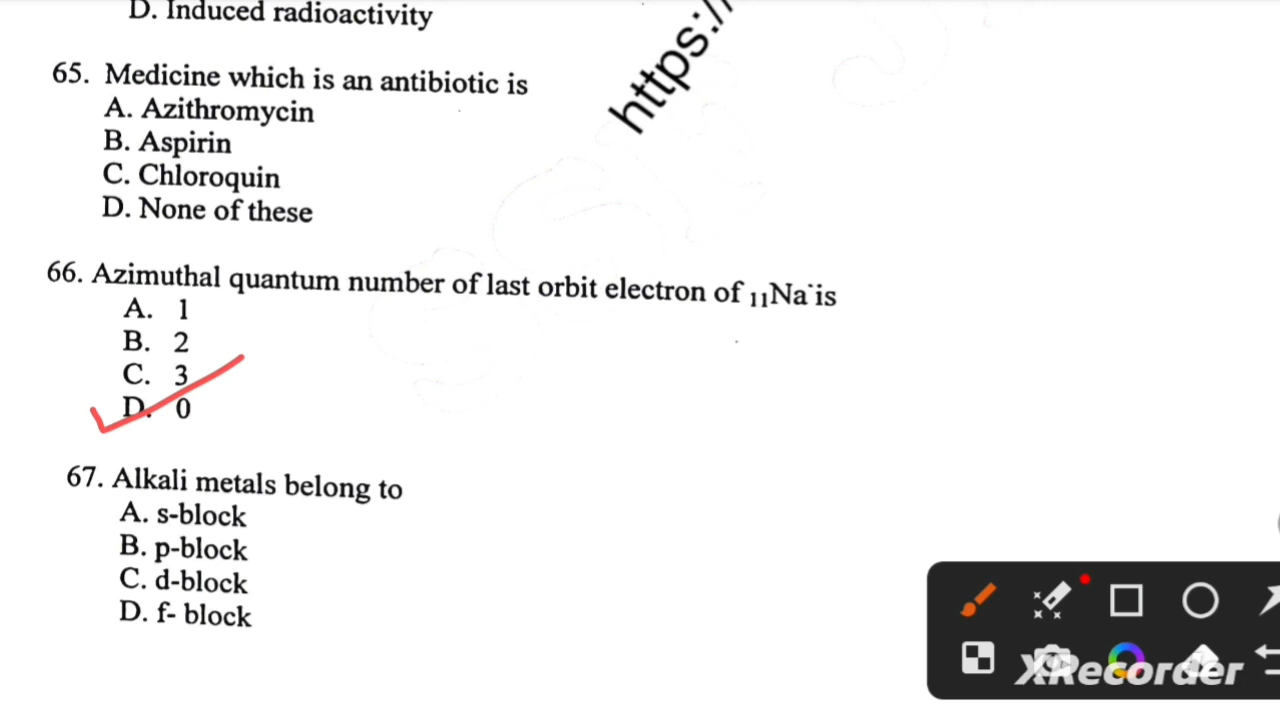 D. Induced radioactivity
https://
65. Medicine which is an antibiotic is
A. Azithromycin
B. Aspirin
C. Chloroquin
D. None of these
66. Azimuthal quantum number of last orbit electron of ₁₁Na is
A. 1
B. 2
C. 3
D. 0
67. Alkali metals belong to
A. s-block
B. p-block
C. d-block
D. f- block
XRecorder